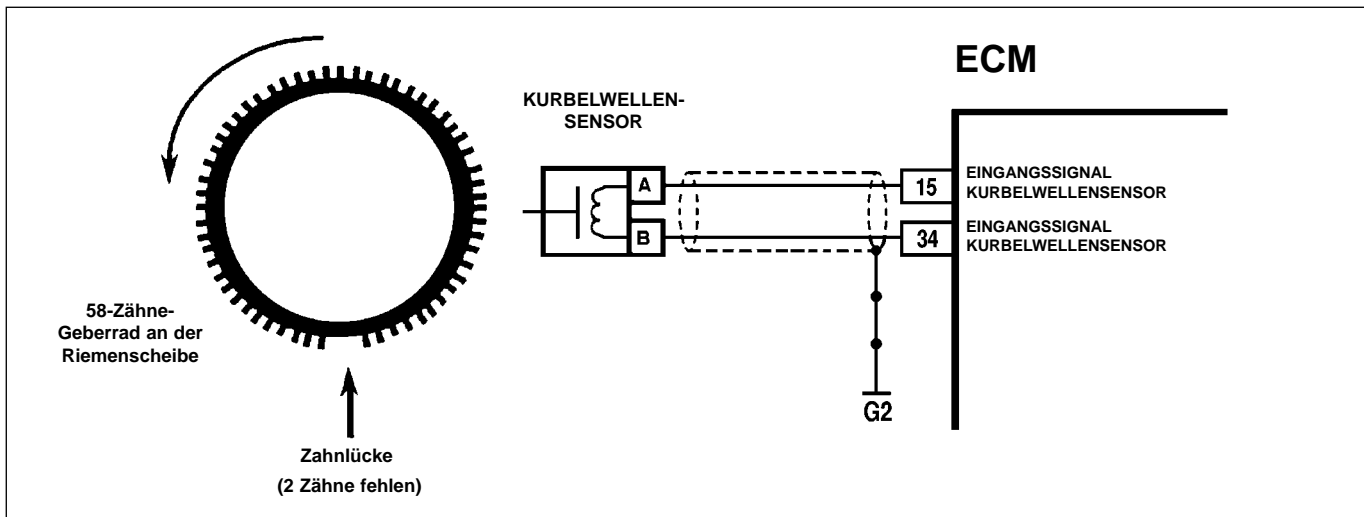 ECM
KURBELWELLEN-
SENSOR
A
B
15
EINGANGSSIGNAL
KURBELWELLENSENSOR
34
EINGANGSSIGNAL
KURBELWELLENSENSOR
58-Zähne-
Geberrad an der
Riemenscheibe
G2
Zahnlücke
(2 Zähne fehlen)